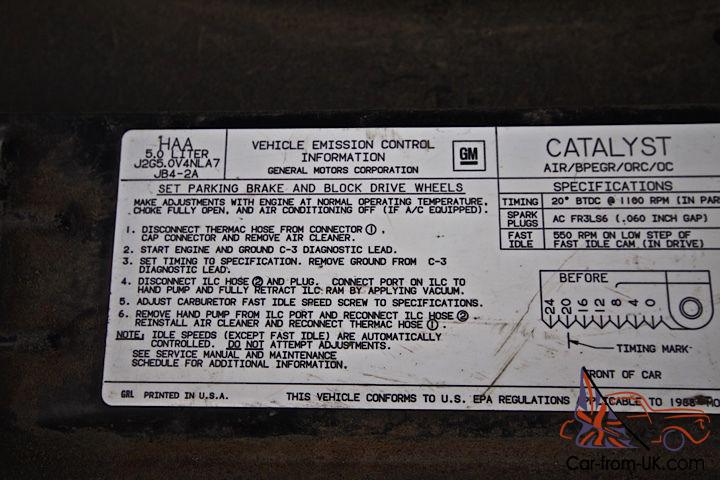 HAA
5.0 LITER
J2G5.0V4NLA7
JB4-2A
VEHICLE EMISSION CONTROL
INFORMATION
GENERAL MOTORS CORPORATION
GM
CATALYST
AIR/BPEGR/ORC/OC
SET PARKING BRAKE AND BLOCK DRIVE WHEELS
MAKE ADJUSTMENTS WITH ENGINE AT NORMAL OPERATING TEMPERATURE,
CHOKE FULLY OPEN, AND AIR CONDITIONING OFF (IF A/C EQUIPPED).
1. DISCONNECT THERMAC HOSE FROM CONNECTOR ①,
CAP CONNECTOR AND REMOVE AIR CLEANER.
2. START ENGINE AND GROUND C-3 DIAGNOSTIC LEAD.
3. SET TIMING TO SPECIFICATION. REMOVE GROUND FROM C-3
DIAGNOSTIC LEAD.
4. DISCONNECT ILC HOSE ② AND PLUG. CONNECT PORT ON ILC TO
HAND PUMP AND FULLY RETRACT ILC RAM BY APPLYING VACUUM.
5. ADJUST CARBURETOR FAST IDLE SPEED SCREW TO SPECIFICATIONS.
6. REMOVE HAND PUMP FROM ILC PORT AND RECONNECT ILC HOSE ②.
REINSTALL AIR CLEANER AND RECONNECT THERMAC HOSE ①.
NOTE: IDLE SPEEDS (EXCEPT FAST IDLE) ARE AUTOMATICALLY
CONTROLLED. DO NOT ATTEMPT ADJUSTMENTS.
SEE SERVICE MANUAL AND MAINTENANCE
SCHEDULE FOR ADDITIONAL INFORMATION.
SPECIFICATIONS
TIMING 20° BTDC @ 1100 RPM (IN PAR
SPARK PLUGS AC FR3LS6 (.060 INCH GAP)
FAST IDLE 550 RPM ON LOW STEP OF
FAST IDLE CAM (IN DRIVE)
BEFORE
24 20 16 12 8 4 0
TIMING MARK
FRONT OF CAR
GRL PRINTED IN U.S.A.
THIS VEHICLE CONFORMS TO U.S. EPA REGULATIONS APPLICABLE TO 1988 MO
Car-from-UK.com